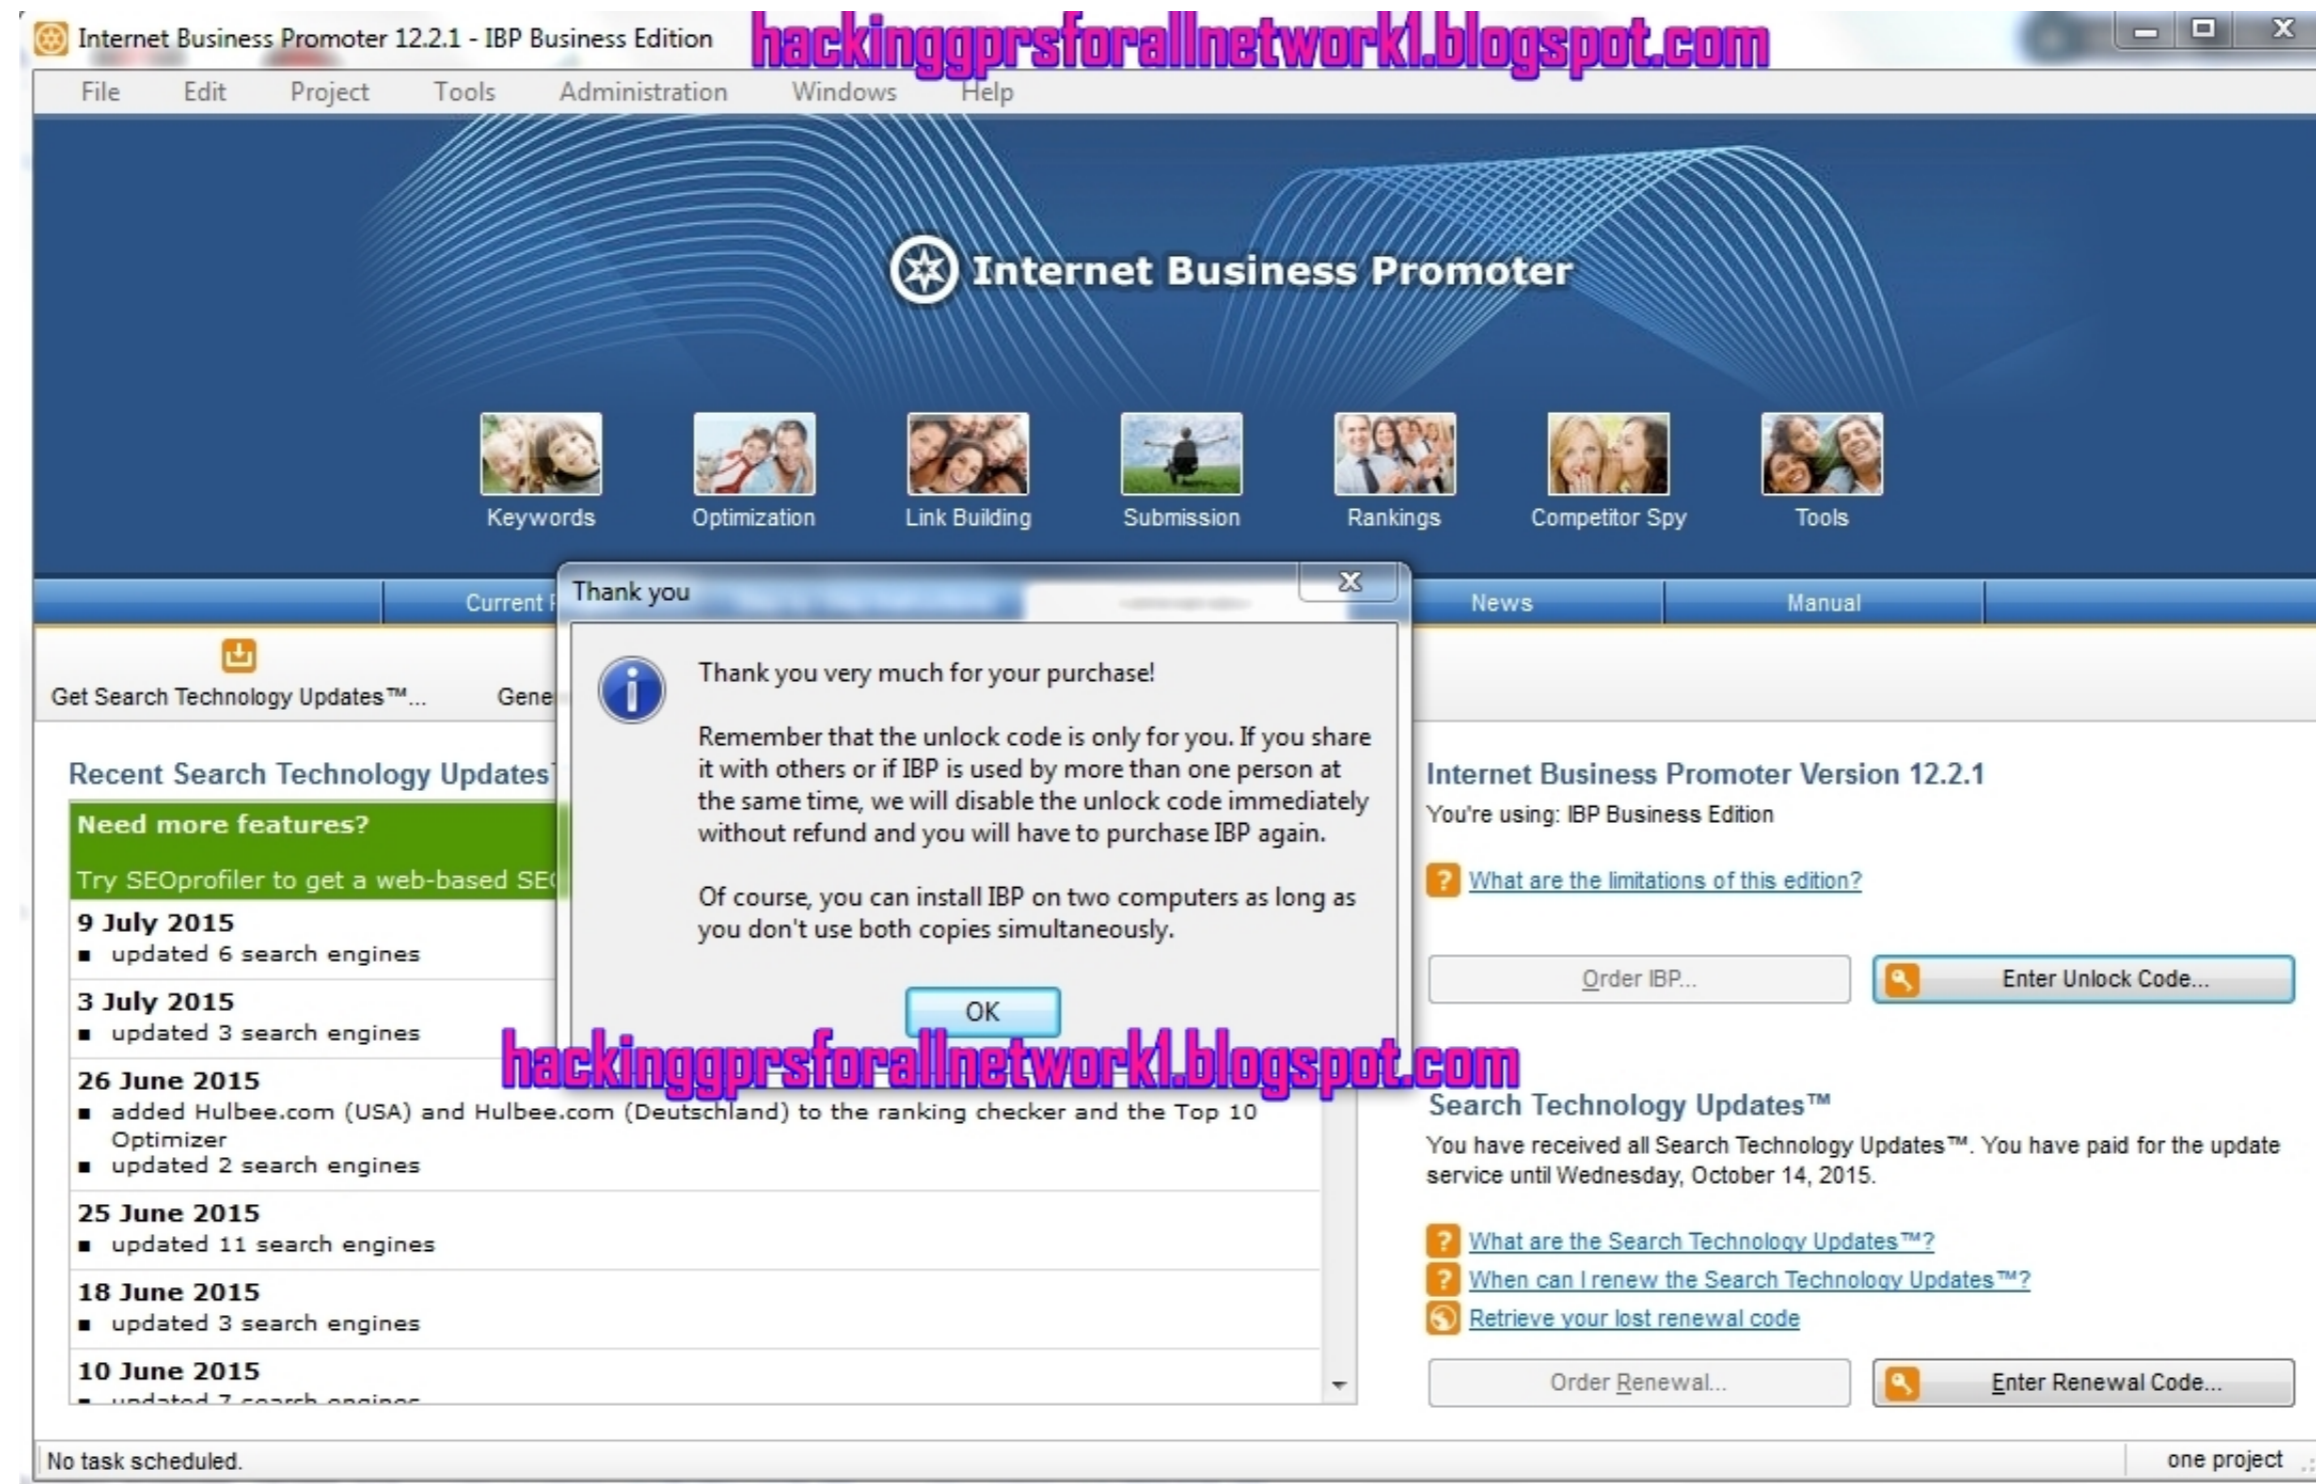 Internet Business Promoter 12.2.1 - IBP Business Edition
hackinggprsforallnetwork1.blogspot.com
File Edit Project Tools Administration Windows Help
Internet Business Promoter
Keywords Optimization Link Building Submission Rankings Competitor Spy Tools
Current News Manual
Get Search Technology Updates™...
Thank you
Thank you very much for your purchase!
Remember that the unlock code is only for you. If you share
it with others or if IBP is used by more than one person at
the same time, we will disable the unlock code immediately
without refund and you will have to purchase IBP again.
Of course, you can install IBP on two computers as long as
you don't use both copies simultaneously.
OK
hackinggprsforallnetwork1.blogspot.com
Recent Search Technology Updates
Need more features?
Try SEOprofiler to get a web-based
9 July 2015
▪ updated 6 search engines
3 July 2015
▪ updated 3 search engines
26 June 2015
▪ added Hulbee.com (USA) and Hulbee.com (Deutschland) to the ranking checker and the Top 10
Optimizer
▪ updated 2 search engines
25 June 2015
▪ updated 11 search engines
18 June 2015
▪ updated 3 search engines
10 June 2015
▪ updated 7 search engines
Internet Business Promoter Version 12.2.1
You're using: IBP Business Edition
What are the limitations of this edition?
Order IBP... Enter Unlock Code...
Search Technology Updates™
You have received all Search Technology Updates™. You have paid for the update
service until Wednesday, October 14, 2015.
What are the Search Technology Updates™?
When can I renew the Search Technology Updates™?
Retrieve your lost renewal code
Order Renewal... Enter Renewal Code...
No task scheduled. one project